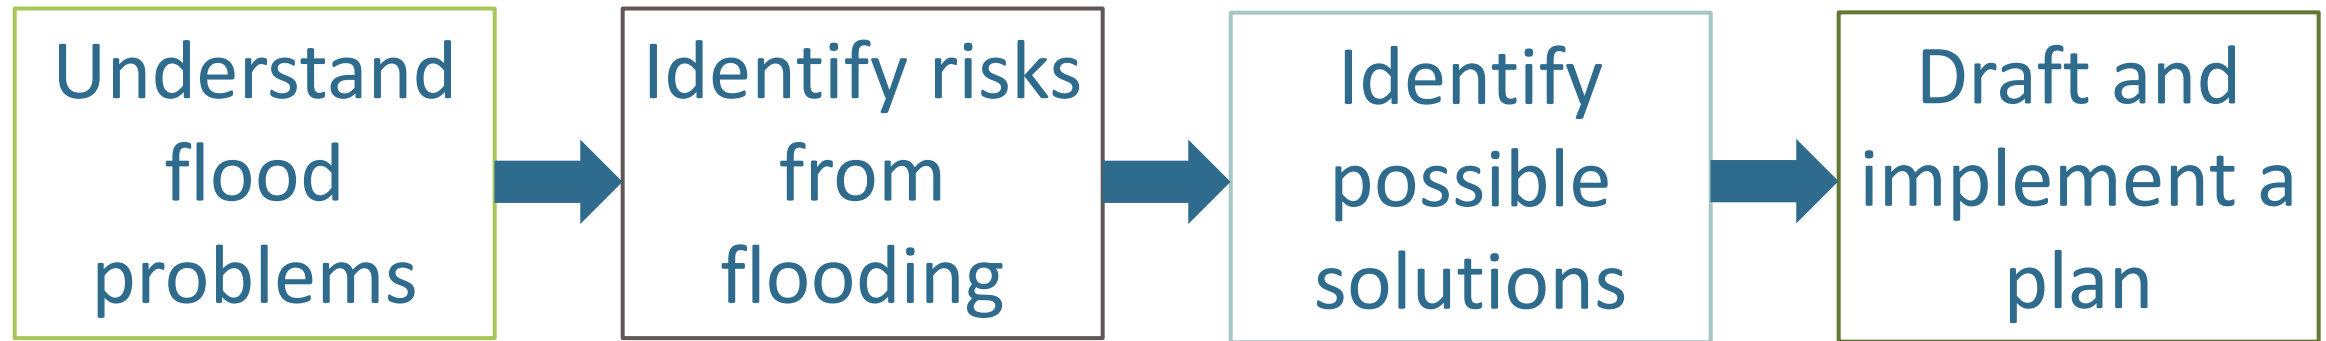 Understand
flood
problems
Identify risks
from
flooding
Identify
possible
solutions
Draft and
implement a
plan